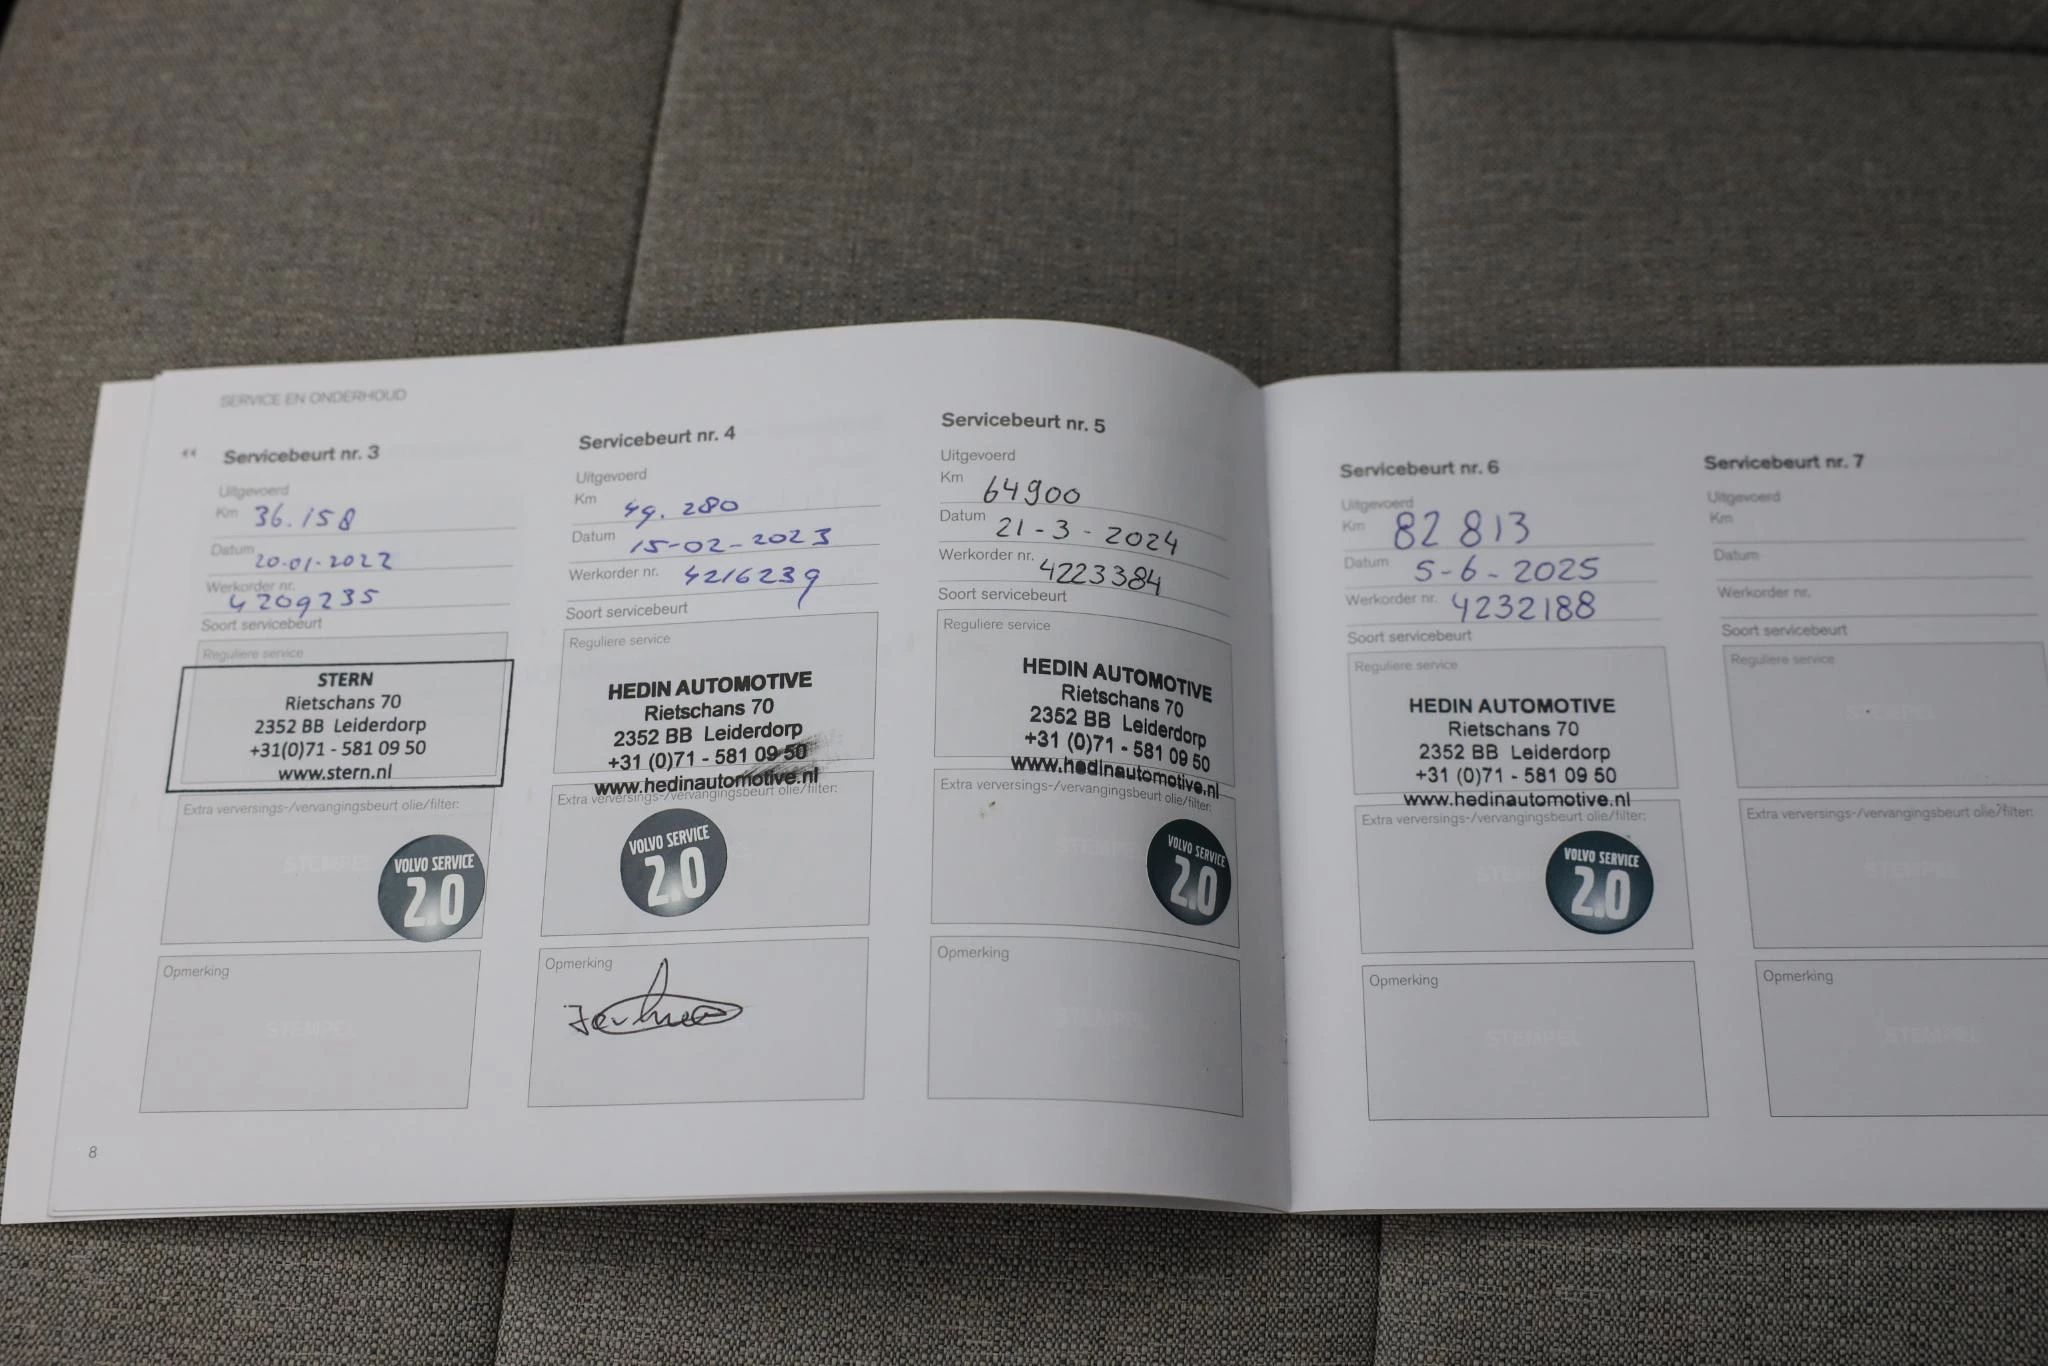 SERVICE EN ONDERHOUD
Servicebeurt nr. 3
Uitgevoerd
Km 36.158
Datum 20.01.2022
Werkorder nr. 4209235
Soort servicebeurt
Reguliere service
STERN
Rietschans 70
2352 BB Leiderdorp
+31(0)71 - 581 09 50
www.stern.nl
Extra verversings-/vervangingsbeurt olie/filter:
STEMPEL
VOLVO SERVICE
2.0
Opmerking
STEMPEL
8
Servicebeurt nr. 4
Uitgevoerd
Km 49.280
Datum 15-02-2023
Werkorder nr. 4216239
Soort servicebeurt
Reguliere service
HEDIN AUTOMOTIVE
Rietschans 70
2352 BB Leiderdorp
+31 (0)71 - 581 09 50
www.hedinautomotive.nl
Extra verversings-/vervangingsbeurt olie/filter:
VOLVO SERVICE
2.0
Opmerking
Servicebeurt nr. 5
Uitgevoerd
Km 64900
Datum 21-3-2024
Werkorder nr. 4223384
Soort servicebeurt
Reguliere service
HEDIN AUTOMOTIVE
Rietschans 70
2352 BB Leiderdorp
+31 (0)71 - 581 09 50
www.hedinautomotive.nl
Extra verversings-/vervangingsbeurt olie/filter:
STEMPEL
VOLVO SERVICE
2.0
Opmerking
STEMPEL
Servicebeurt nr. 6
Uitgevoerd
Km 82 813
Datum 5-6-2025
Werkorder nr. 4232188
Soort servicebeurt
Reguliere service
HEDIN AUTOMOTIVE
Rietschans 70
2352 BB Leiderdorp
+31 (0)71 - 581 09 50
www.hedinautomotive.nl
Extra verversings-/vervangingsbeurt olie/filter:
VOLVO SERVICE
2.0
Opmerking
STEMPEL
Servicebeurt nr. 7
Uitgevoerd
Km
Datum
Werkorder nr.
Soort servicebeurt
Reguliere service
STEMPEL
Extra verversings-/vervangingsbeurt olie/filter:
STEMPEL
Opmerking
STEMPEL